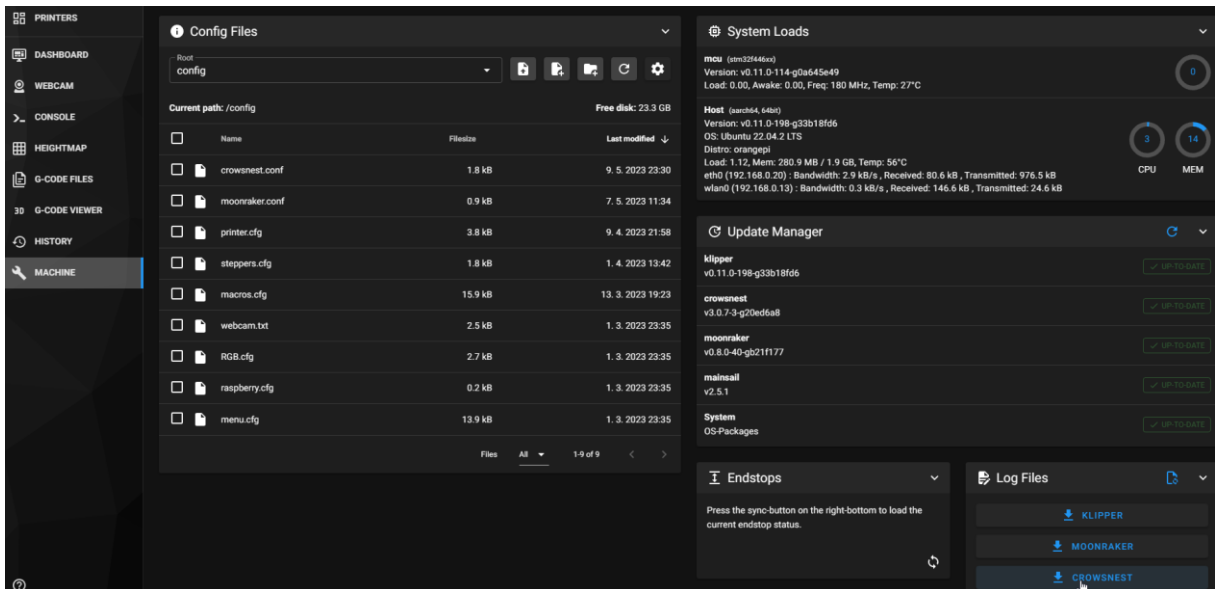 PRINTERS
DASHBOARD
WEBCAM
CONSOLE
HEIGHTMAP
G-CODE FILES
3D G-CODE VIEWER
HISTORY
MACHINE
Config Files
Root
config
Current path: /config Free disk: 23.3 GB
Name Filesize Last modified
crowsnest.conf 1.8 kB 9. 5. 2023 23:30
moonraker.conf 0.9 kB 7. 5. 2023 11:34
printer.cfg 3.8 kB 9. 4. 2023 21:58
steppers.cfg 1.8 kB 1. 4. 2023 13:42
macros.cfg 15.9 kB 13. 3. 2023 19:23
webcam.txt 2.5 kB 1. 3. 2023 23:35
RGB.cfg 2.7 kB 1. 3. 2023 23:35
raspberry.cfg 0.2 kB 1. 3. 2023 23:35
menu.cfg 13.9 kB 1. 3. 2023 23:35
Files All 1-9 of 9
System Loads
mcu (stm32f446xx)
Version: v0.11.0-114-g0a645e49
Load: 0.00, Awake: 0.00, Freq: 180 MHz, Temp: 27°C
0
Host (aarch64, 64bit)
Version: v0.11.0-198-g33b18fd6
OS: Ubuntu 22.04.2 LTS
Distro: orangepi
Load: 1.12, Mem: 280.9 MB / 1.9 GB, Temp: 56°C
eth0 (192.168.0.20) : Bandwidth: 2.9 kB/s , Received: 80.6 kB , Transmitted: 976.5 kB
wlan0 (192.168.0.13) : Bandwidth: 0.3 kB/s , Received: 146.6 kB , Transmitted: 24.6 kB
3 14
CPU MEM
Update Manager
klipper
v0.11.0-198-g33b18fd6
UP-TO-DATE
crowsnest
v3.0.7-3-g20ed6a8
UP-TO-DATE
moonraker
v0.8.0-40-gb21f177
UP-TO-DATE
mainsail
v2.5.1
UP-TO-DATE
System
OS-Packages
UP-TO-DATE
Endstops
Press the sync-button on the right-bottom to load the
current endstop status.
Log Files
KLIPPER
MOONRAKER
CROWSNEST